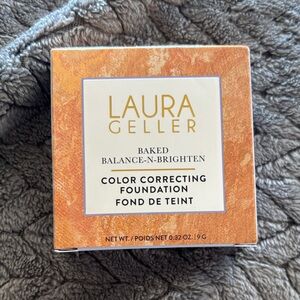 LAURA
GELLER
BAKED
BALANCE-N-BRIGHTEN
COLOR CORRECTING
FOUNDATION
FOND DE TEINT
NET WT. / POIDS NET 0.32 OZ. | 9 G